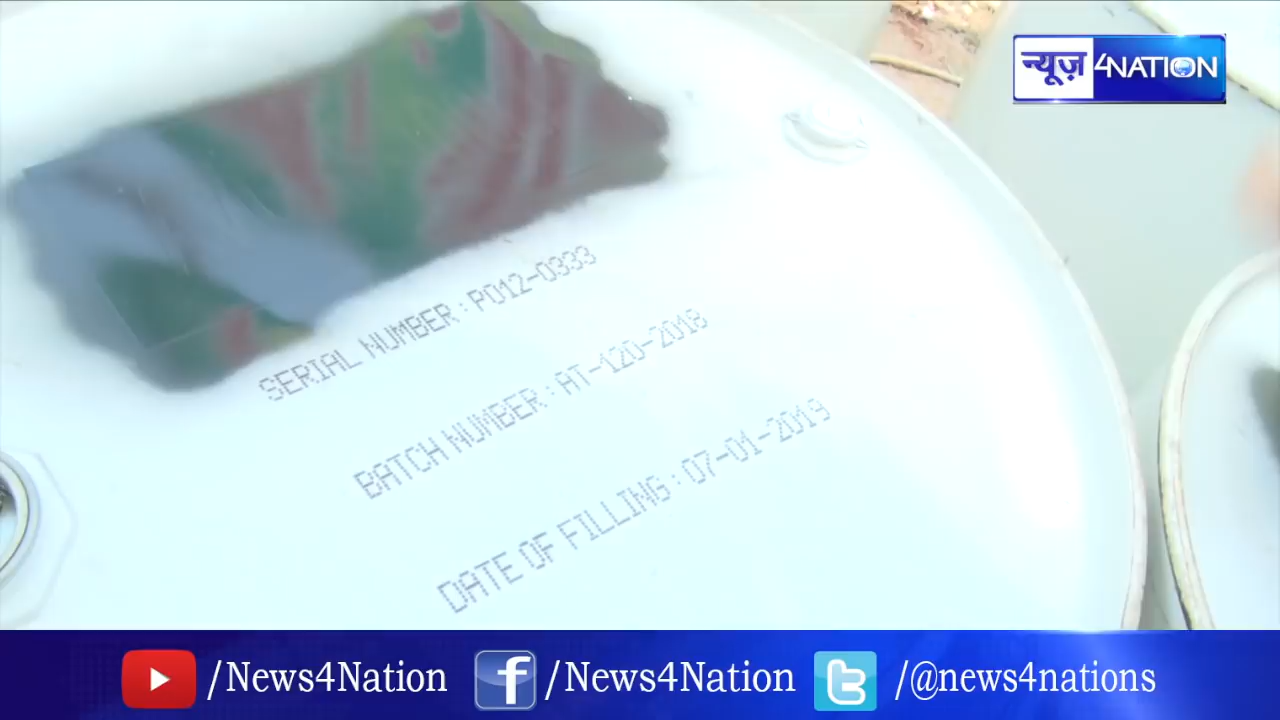 न्यूज़ 4NATION
SERIAL NUMBER : P012-0333
BATCH NUMBER : AT-120-2018
DATE OF FILLING : 07-01-2019
/News4Nation /News4Nation /@news4nations